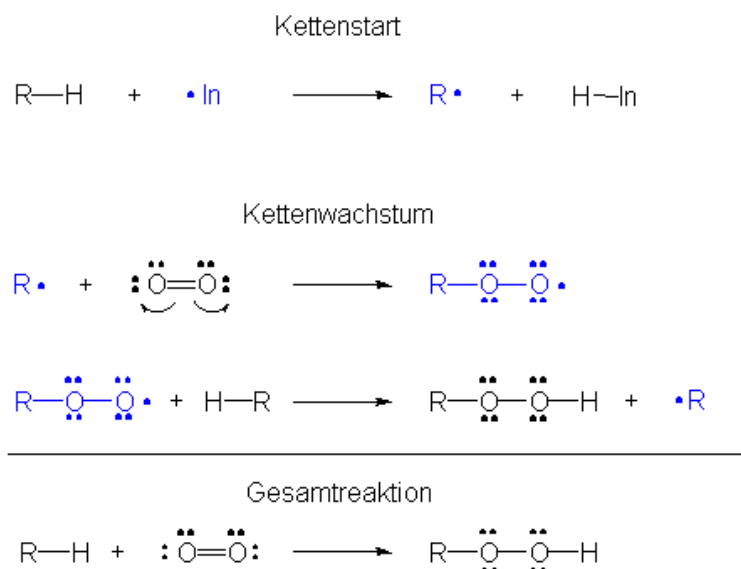 Kettenstart
R—H + •In → R• + H—In
Kettenwachstum
R• + :Ö=Ö: → R—O—O•
R—O—O• + H—R → R—O—O—H + •R
Gesamtreaktion
R—H + :Ö=Ö: → R—O—O—H